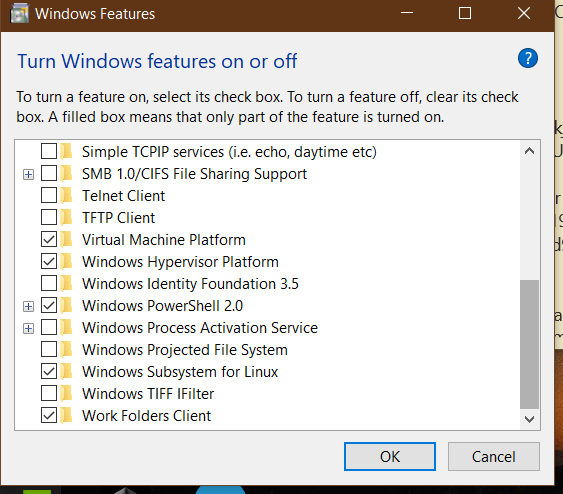 Windows Features
Turn Windows features on or off
?
To turn a feature on, select its check box. To turn a feature off, clear its check
box. A filled box means that only part of the feature is turned on.
Simple TCPIP services (i.e. echo, daytime etc)
SMB 1.0/CIFS File Sharing Support
Telnet Client
TFTP Client
Virtual Machine Platform
Windows Hypervisor Platform
Windows Identity Foundation 3.5
Windows PowerShell 2.0
Windows Process Activation Service
Windows Projected File System
Windows Subsystem for Linux
Windows TIFF IFilter
Work Folders Client
OK
Cancel